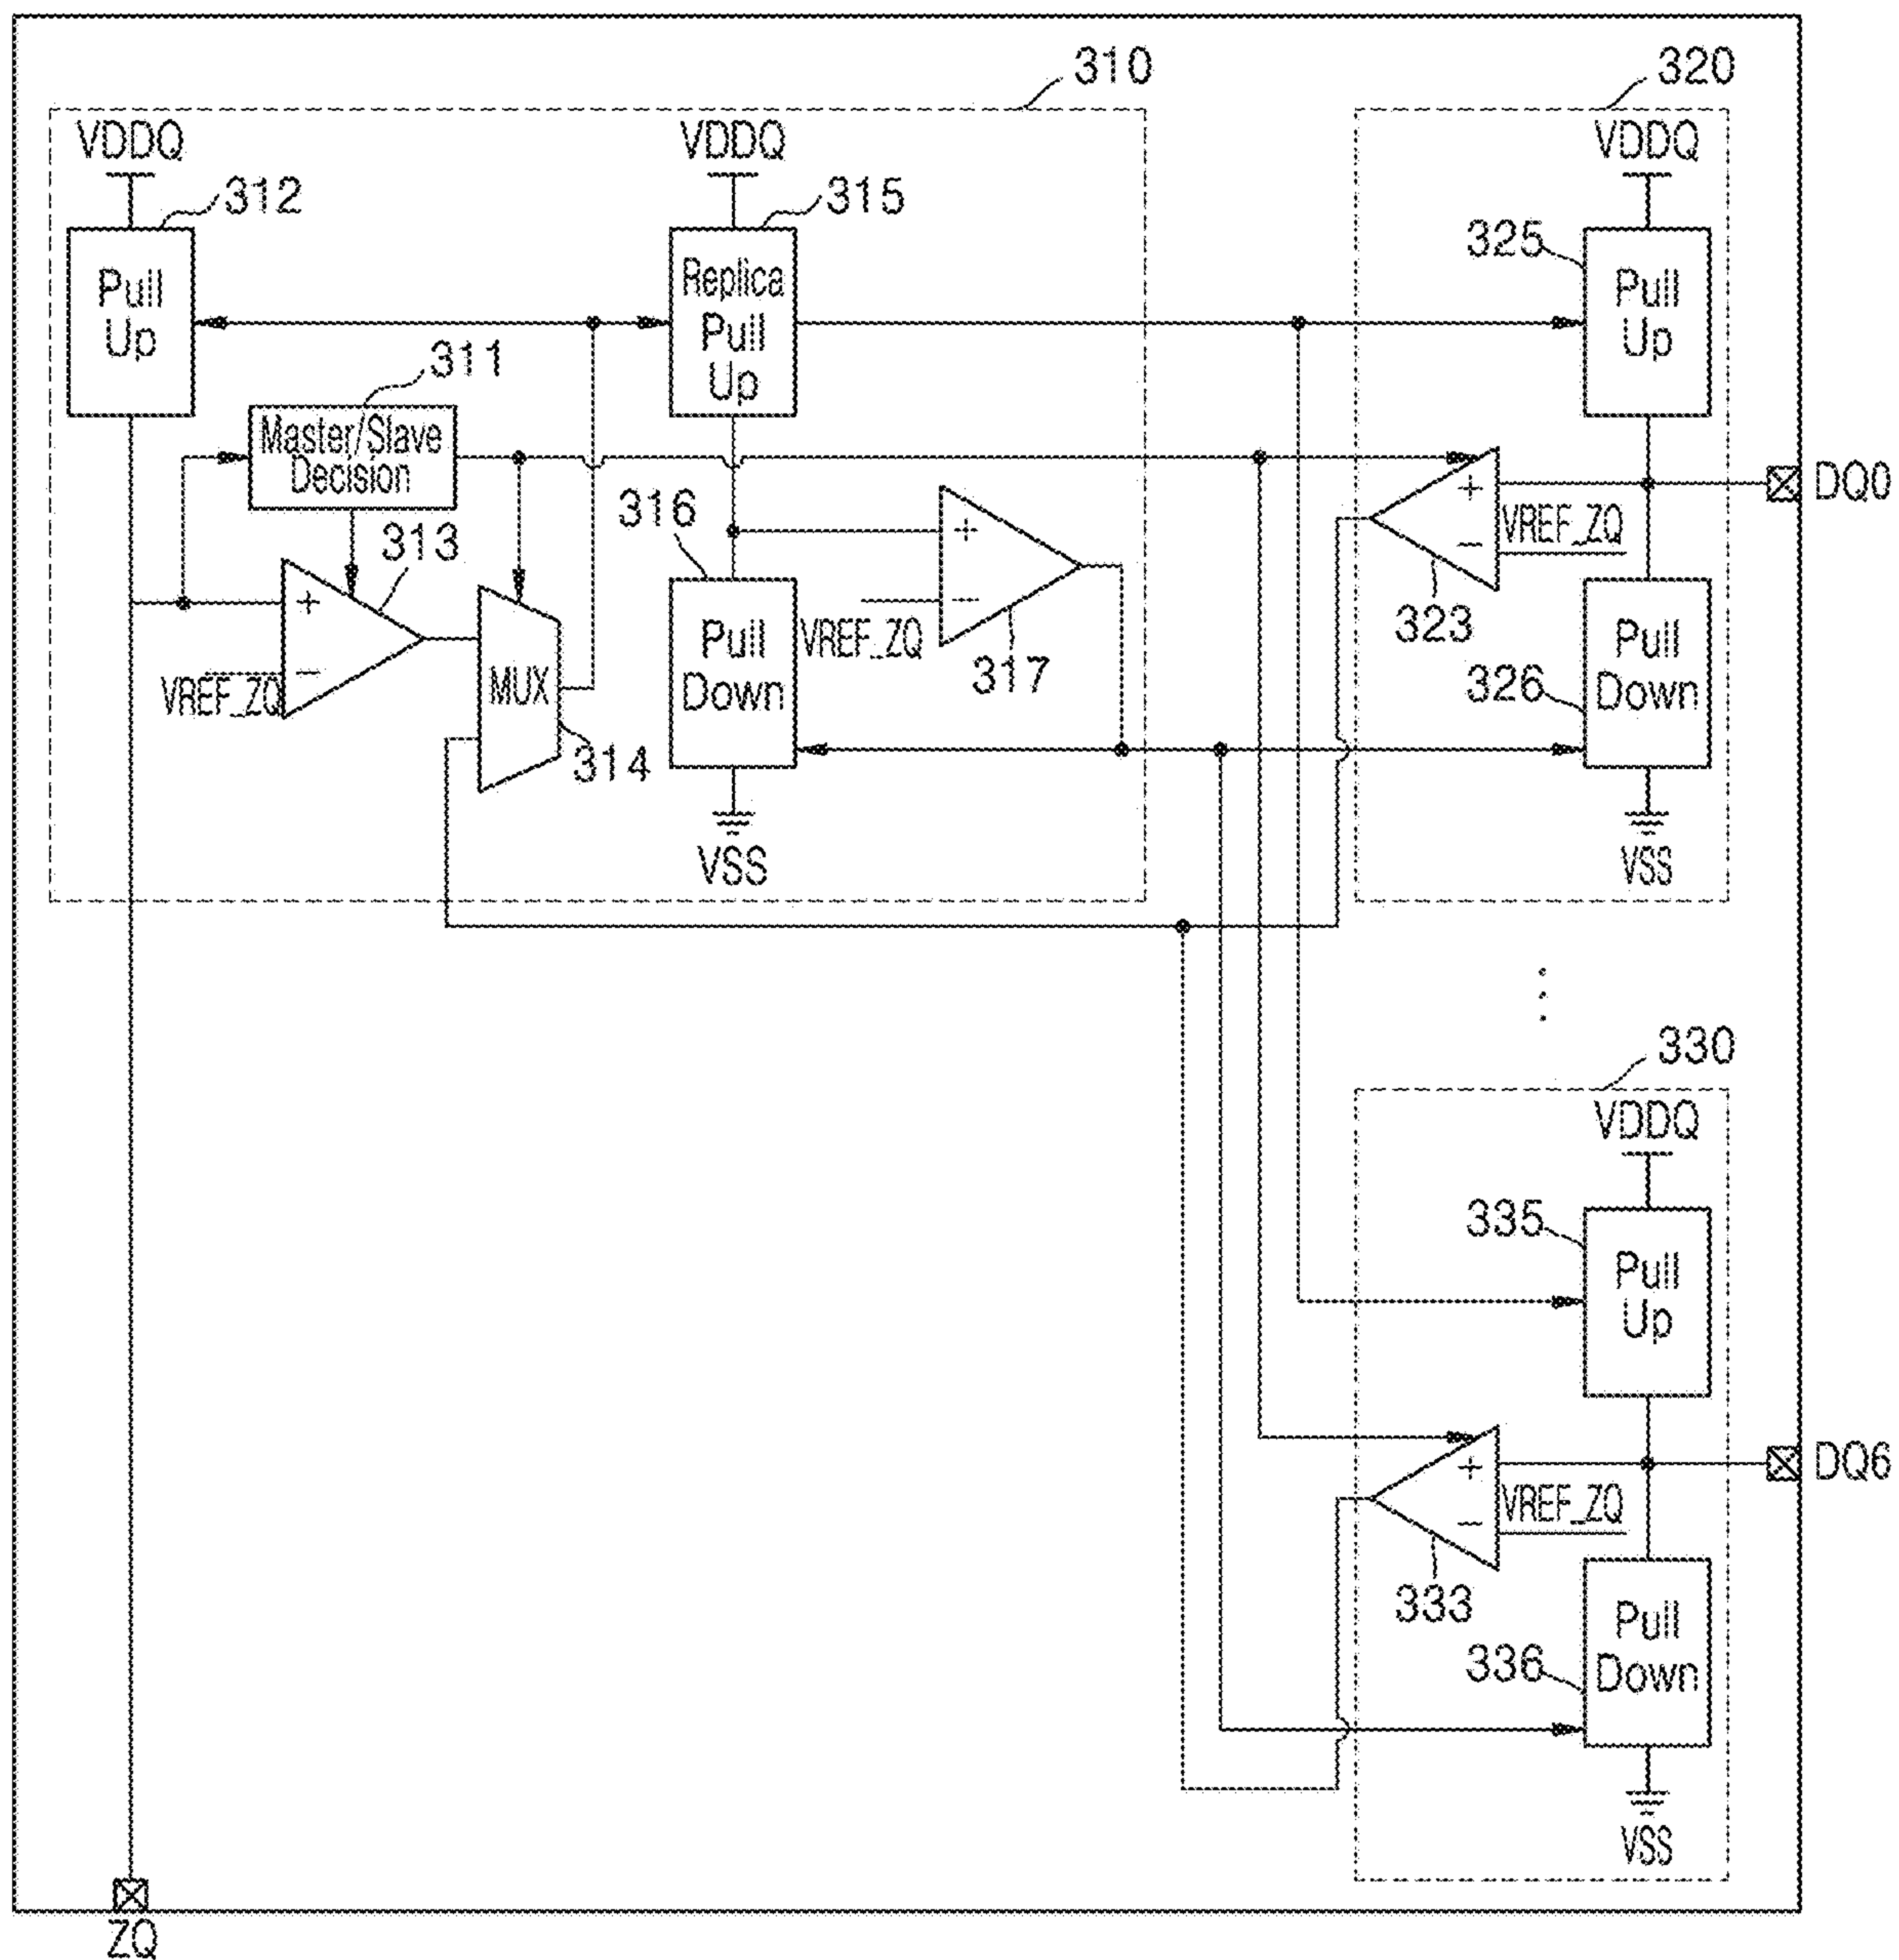 310
320
VDDQ
VDDQ
VDDQ
312
315
325
Pull
Up
Replica
Pull
Up
Pull
Up
311
Master/Slave
Decision
DQ0
+
−
VREF_ZQ
323
316
313
+
−
VREF_ZQ
MUX
314
Pull
Down
+
−
VREF_ZQ
317
326
Pull
Down
VSS
VSS
330
VDDQ
335
Pull
Up
DQ6
+
−
VREF_ZQ
333
336
Pull
Down
VSS
ZQ